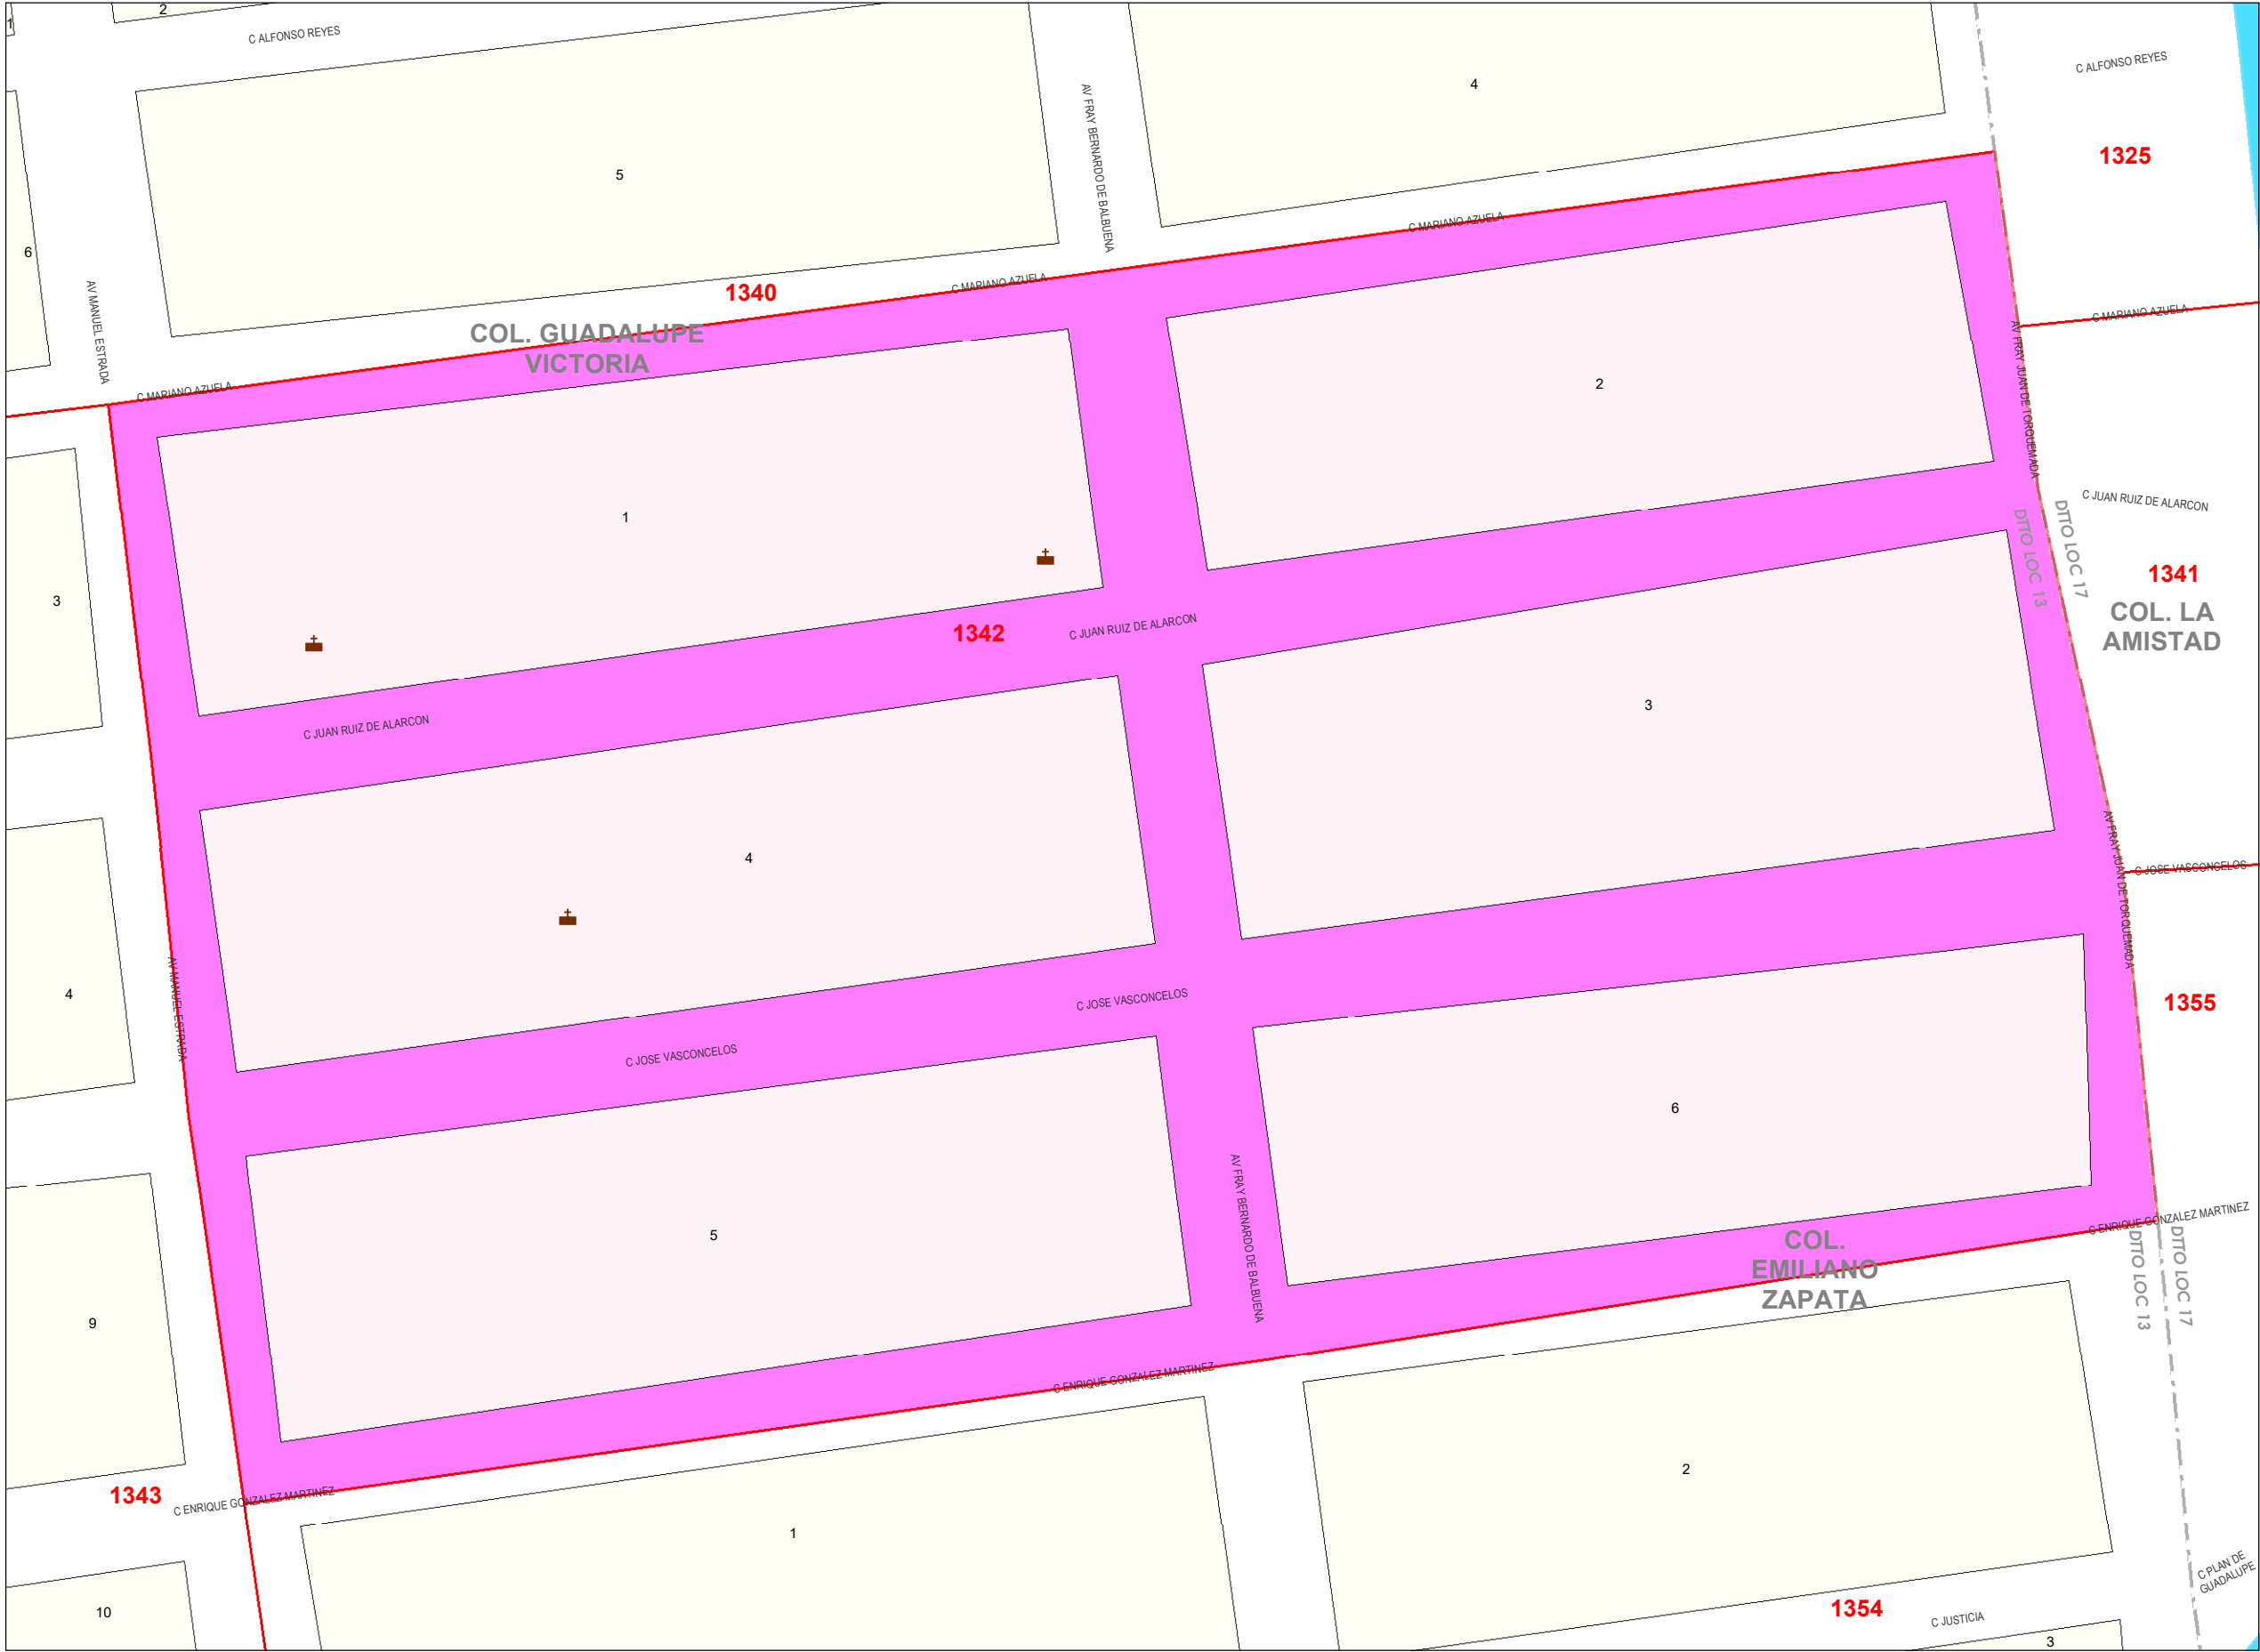 1
2
C ALFONSO REYES
C ALFONSO REYES
4
AV FRAY BERNARDO DE BALBUENA
1325
5
C MARIANO AZUELA
6
AV MANUEL ESTRADA
C MARIANO AZUELA
1340
C MARIANO AZUELA
COL. GUADALUPE
VICTORIA
C MARIANO AZUELA
2
AV FRAY JUAN DE TORQUEMADA
1
C JUAN RUIZ DE ALARCON
DTTO LOC 13
DTTO LOC 17
1341
COL. LA
AMISTAD
3
1342
C JUAN RUIZ DE ALARCON
C JUAN RUIZ DE ALARCON
3
4
C JOSE VASCONCELOS
AV FRAY JUAN DE TORQUEMADA
4
AV MANUEL ESTRADA
C JOSE VASCONCELOS
1355
C JOSE VASCONCELOS
6
5
AV FRAY BERNARDO DE BALBUENA
C ENRIQUE GONZALEZ MARTINEZ
COL.
EMILIANO
ZAPATA
DTTO LOC 13
DTTO LOC 17
9
C ENRIQUE GONZALEZ MARTINEZ
2
1343
C ENRIQUE GONZALEZ MARTINEZ
1
10
1354
C JUSTICIA
C PLAN DE
GUADALUPE
3